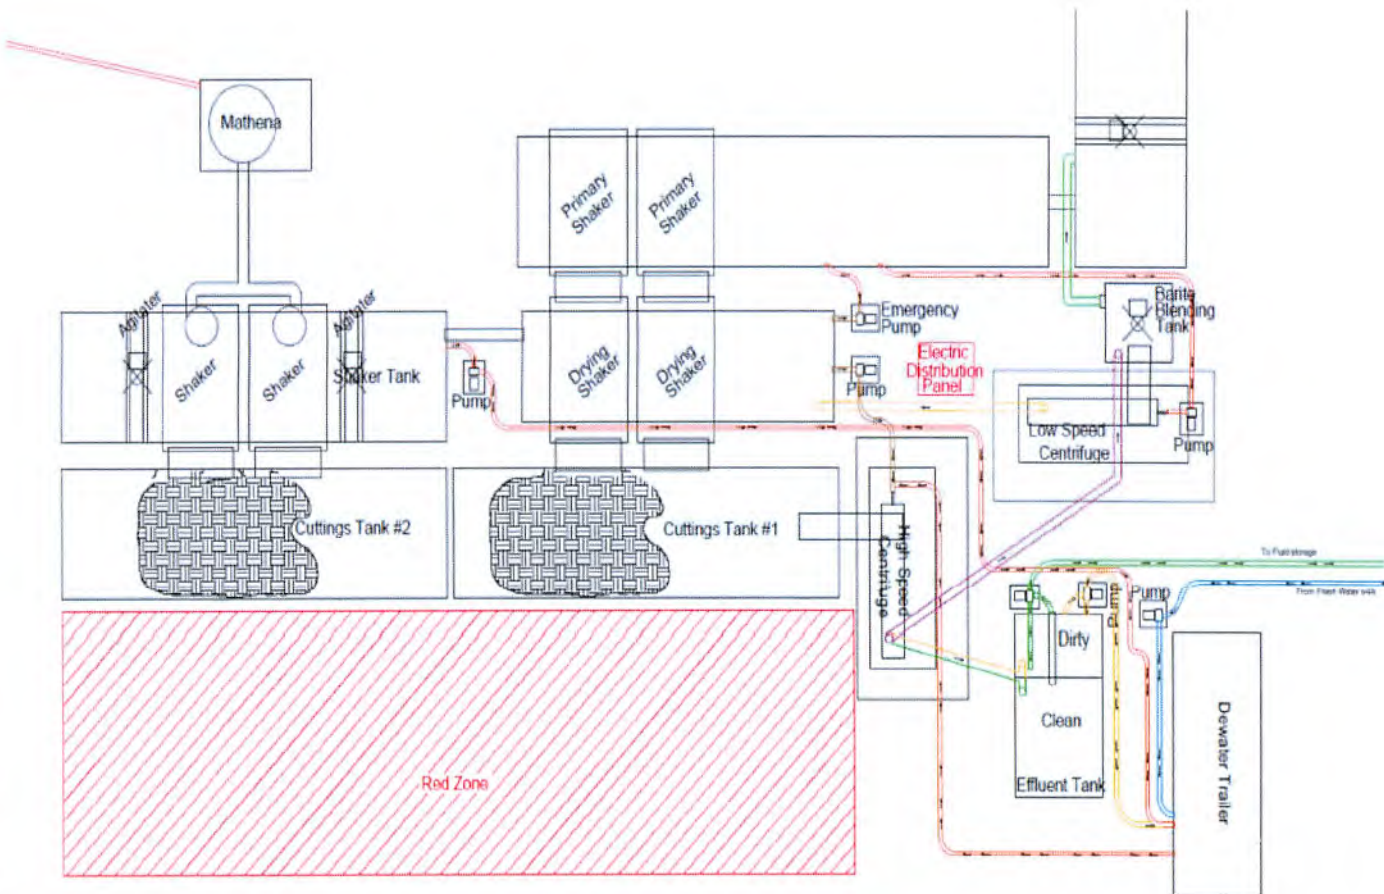 Mathena
Primary
Shaker
Primary
Shaker
Agitater
Agitater
Shaker
Shaker
Shaker Tank
Pump
Drying
Shaker
Drying
Shaker
Emergency
Pump
Pump
Electric
Distribution
Panel
Barite
Blending
Tank
Low Speed
Centrifuge
Pump
Cuttings Tank #2
Cuttings Tank #1
High Speed
Centrifuge
To Fluid storage
From Fresh Water
Pump
Pump
Dirty
Clean
Effluent Tank
Dewater Trailer
Red Zone